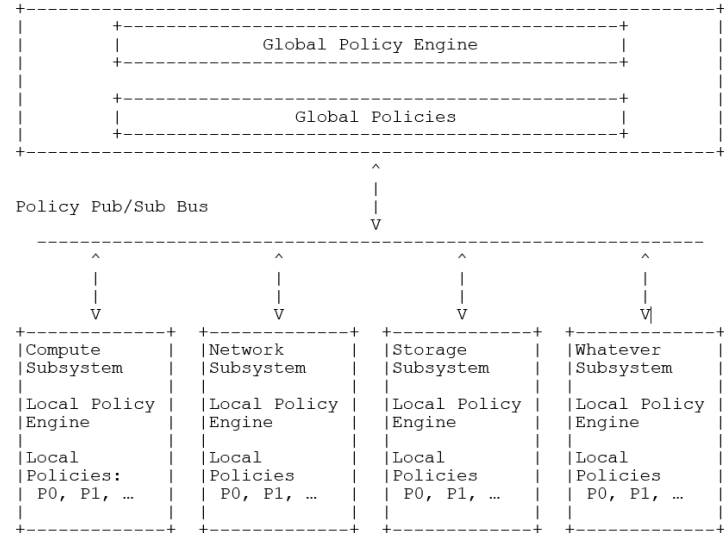 Global Policy Engine
Global Policies
Policy Pub/Sub Bus
Compute Subsystem
Local Policy Engine
Local Policies:
P0, P1, …
Network Subsystem
Local Policy Engine
Local Policies
P0, P1, …
Storage Subsystem
Local Policy Engine
Local Policies
P0, P1, …
Whatever Subsystem
Local Policy Engine
Local Policies
P0, P1, …